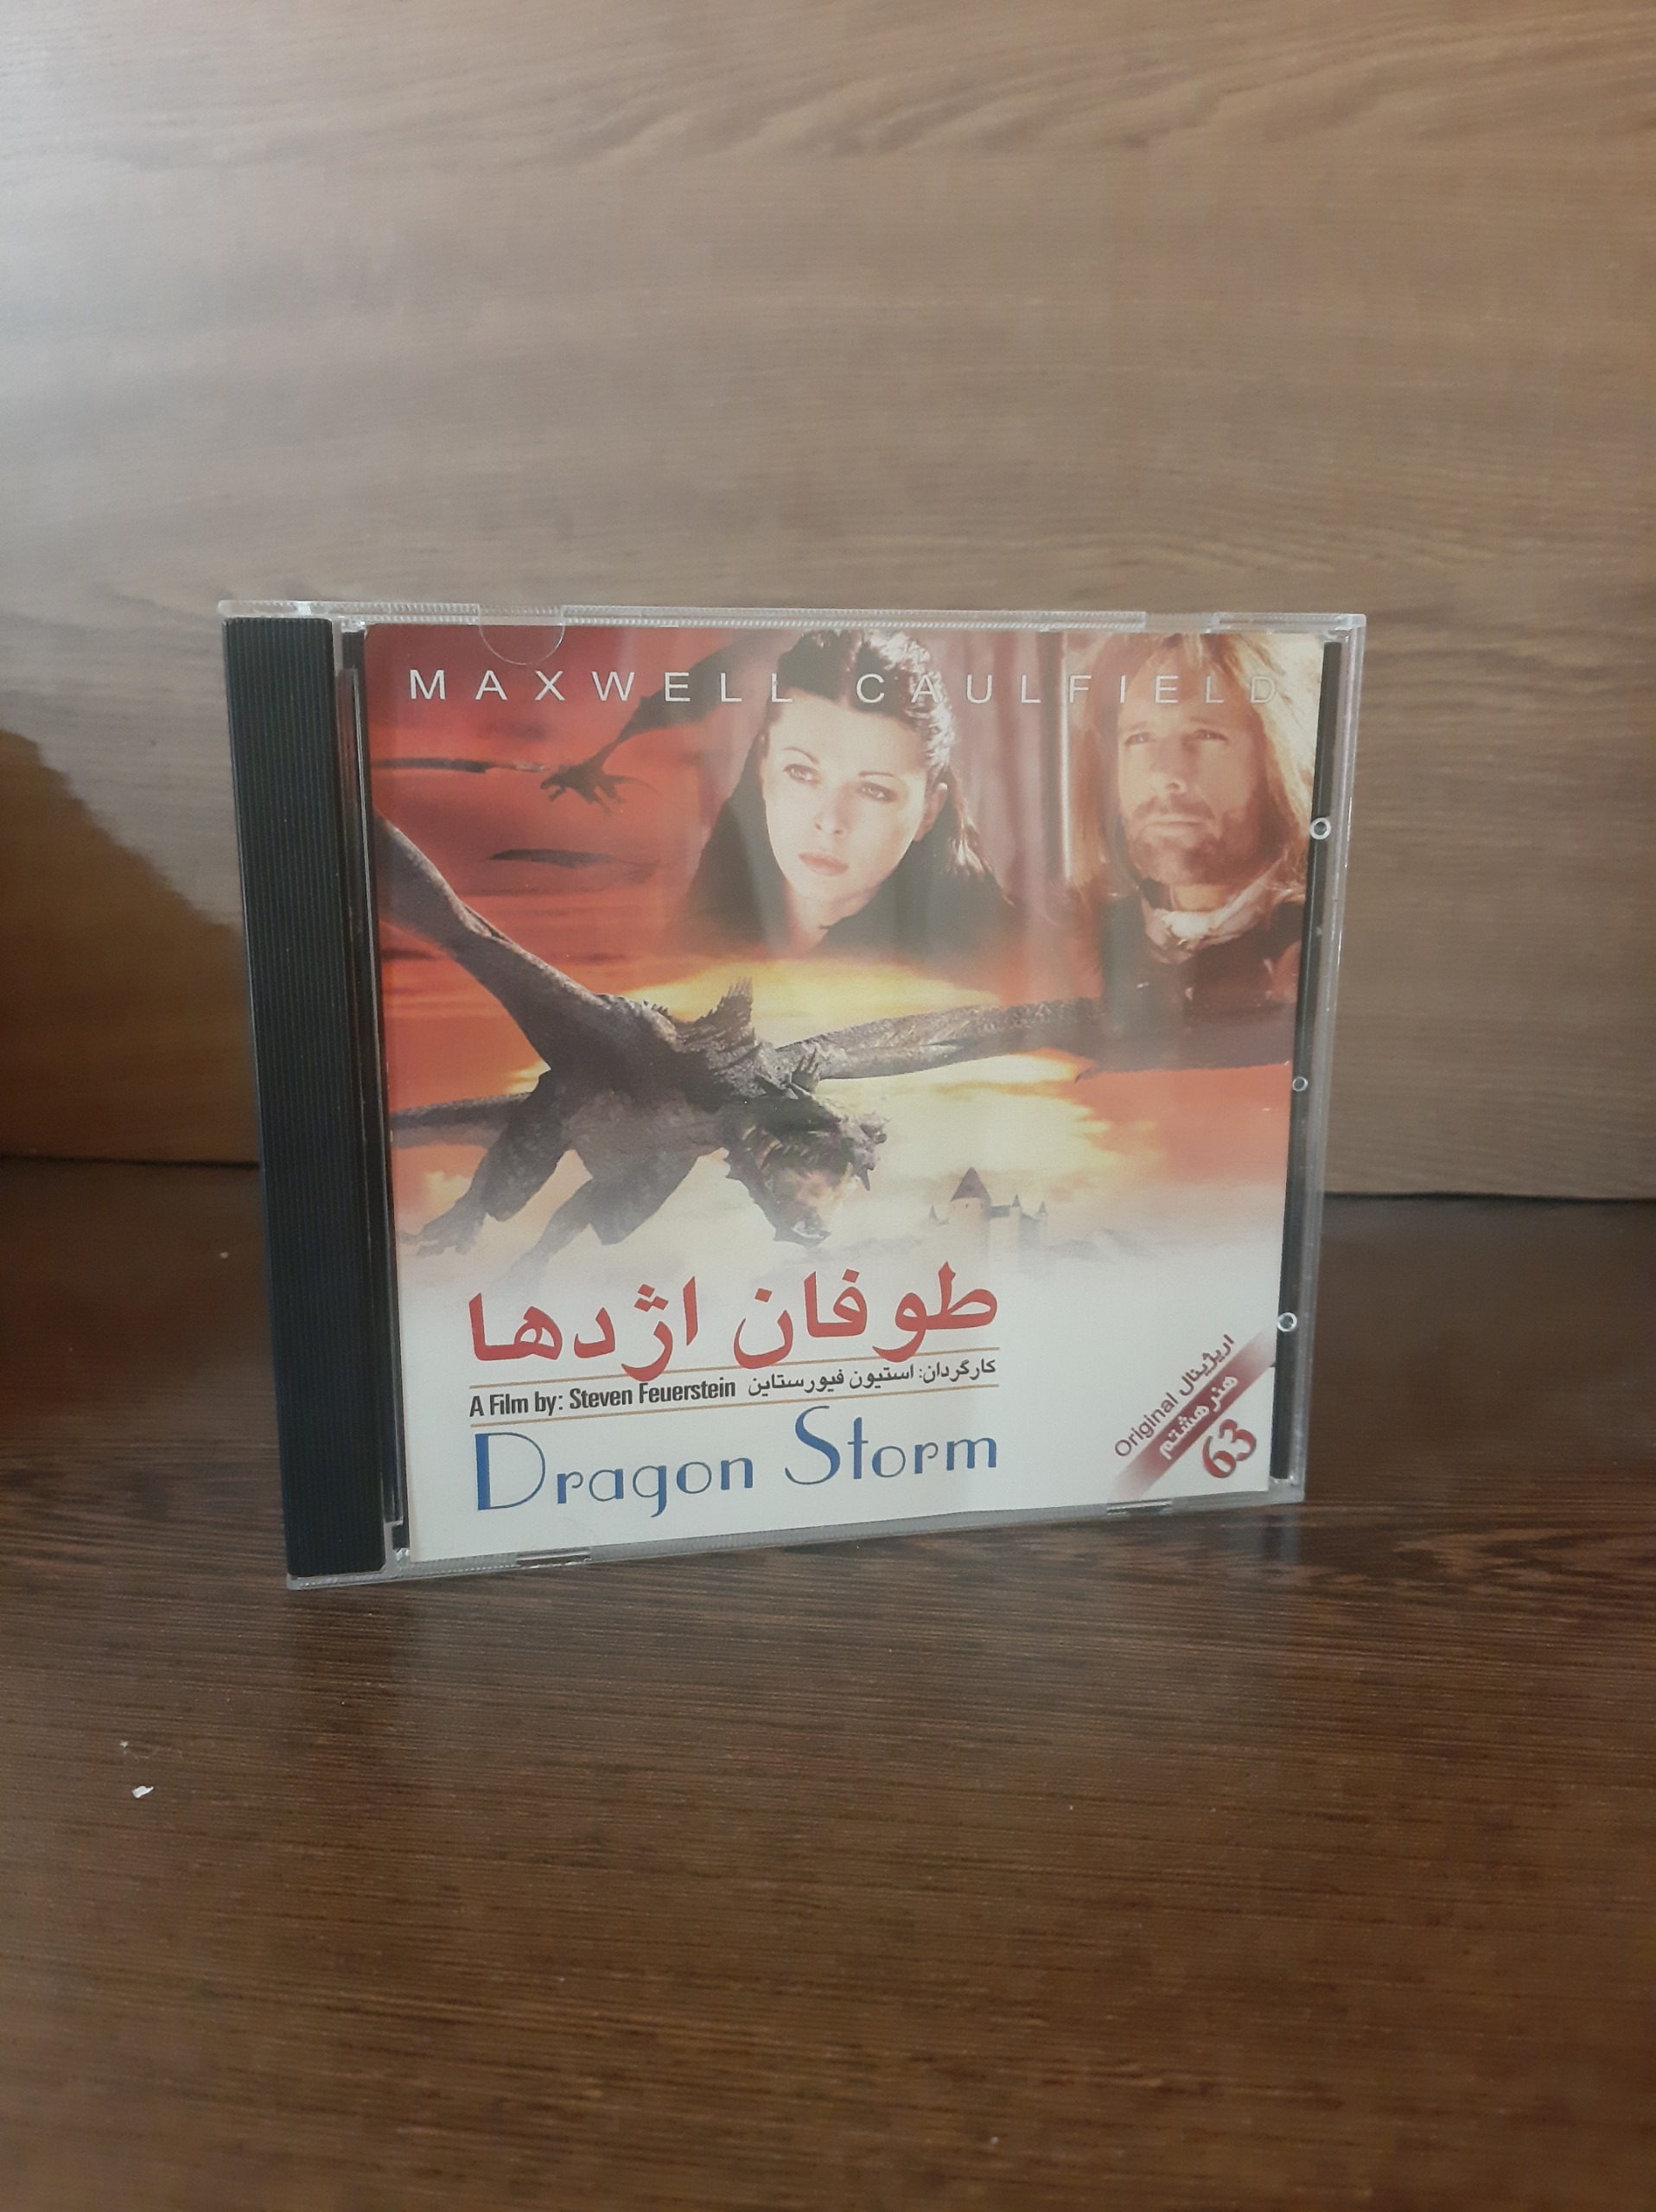 MAXWELL CAULFIELD
طوفان اژدها
کارگردان: استیون فیورستاین
A Film by: Steven Feuerstein
Dragon Storm
اریژینال Original
هنر هشتم
63